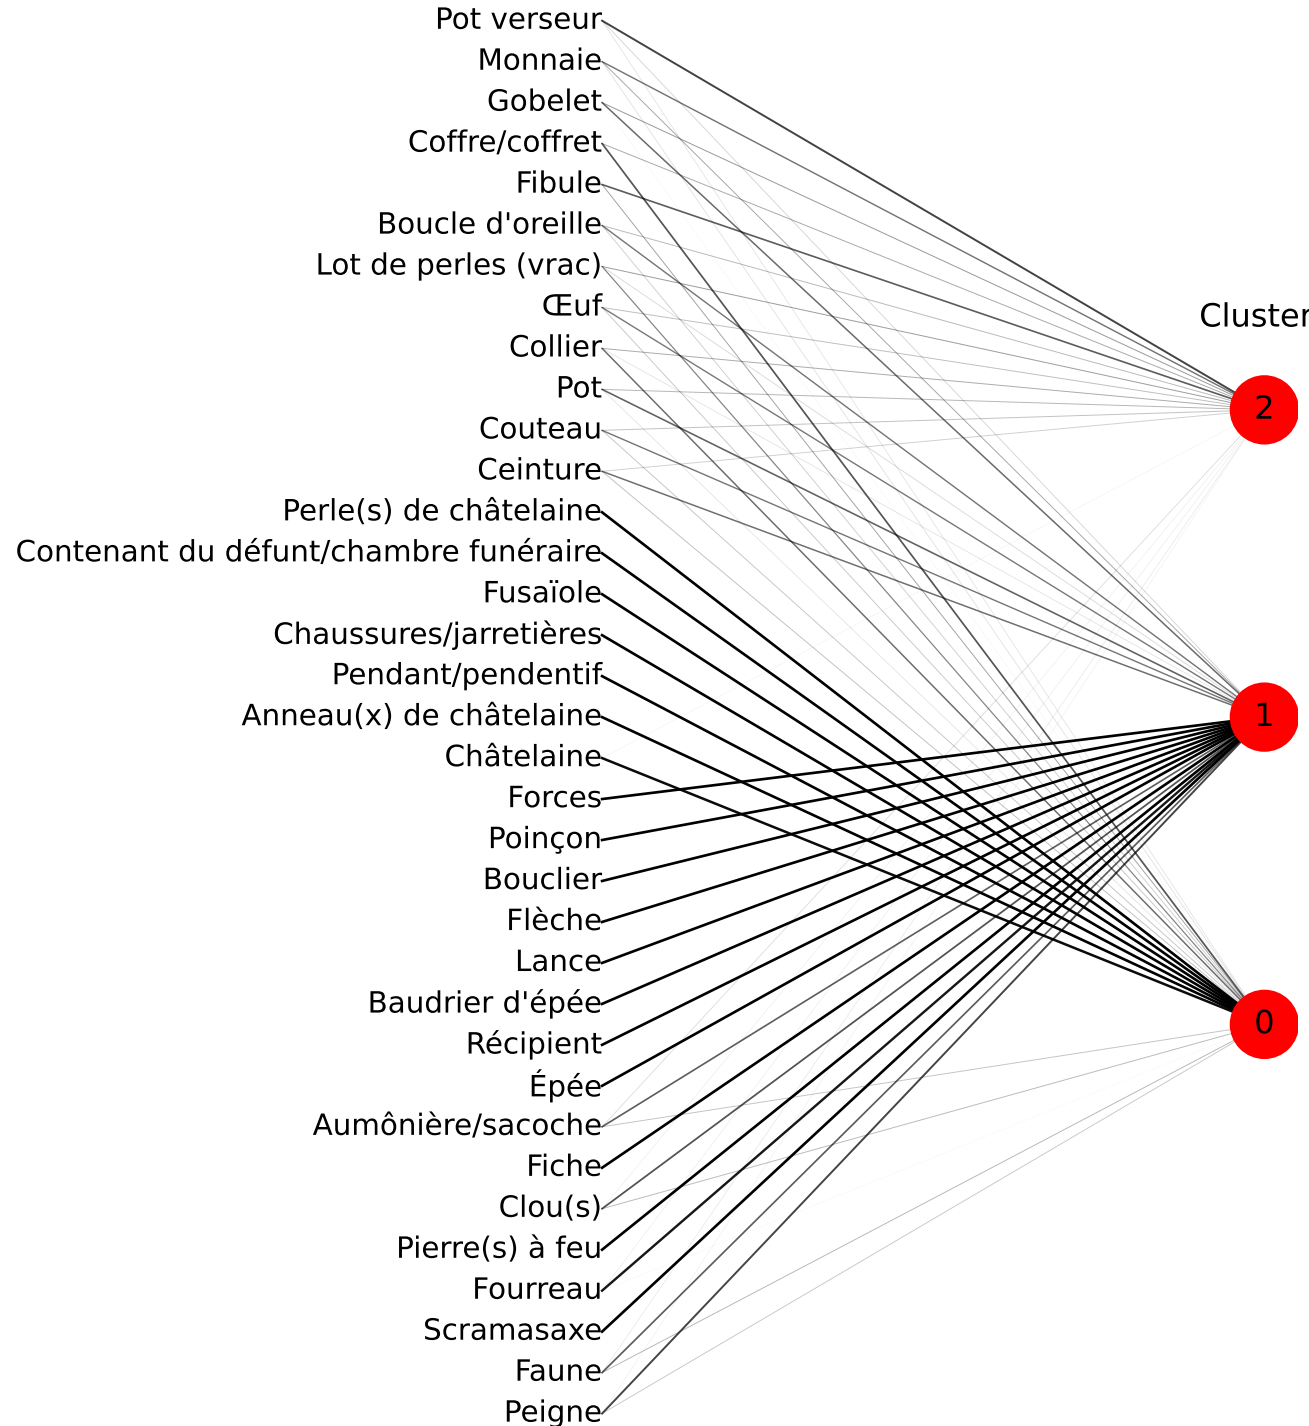 Pot verseur
Monnaie
Gobelet
Coffre/coffret
Fibule
Boucle d'oreille
Lot de perles (vrac)
Œuf
Cluster
Collier
Pot
2
Couteau
Ceinture
Perle(s) de châtelaine
Contenant du défunt/chambre funéraire
Fusaïole
Chaussures/jarretières
Pendant/pendentif
Anneau(x) de châtelaine
1
Châtelaine
Forces
Poinçon
Bouclier
Flèche
Lance
Baudrier d'épée
0
Récipient
Épée
Aumônière/sacoche
Fiche
Clou(s)
Pierre(s) à feu
Fourreau
Scramasaxe
Faune
Peigne